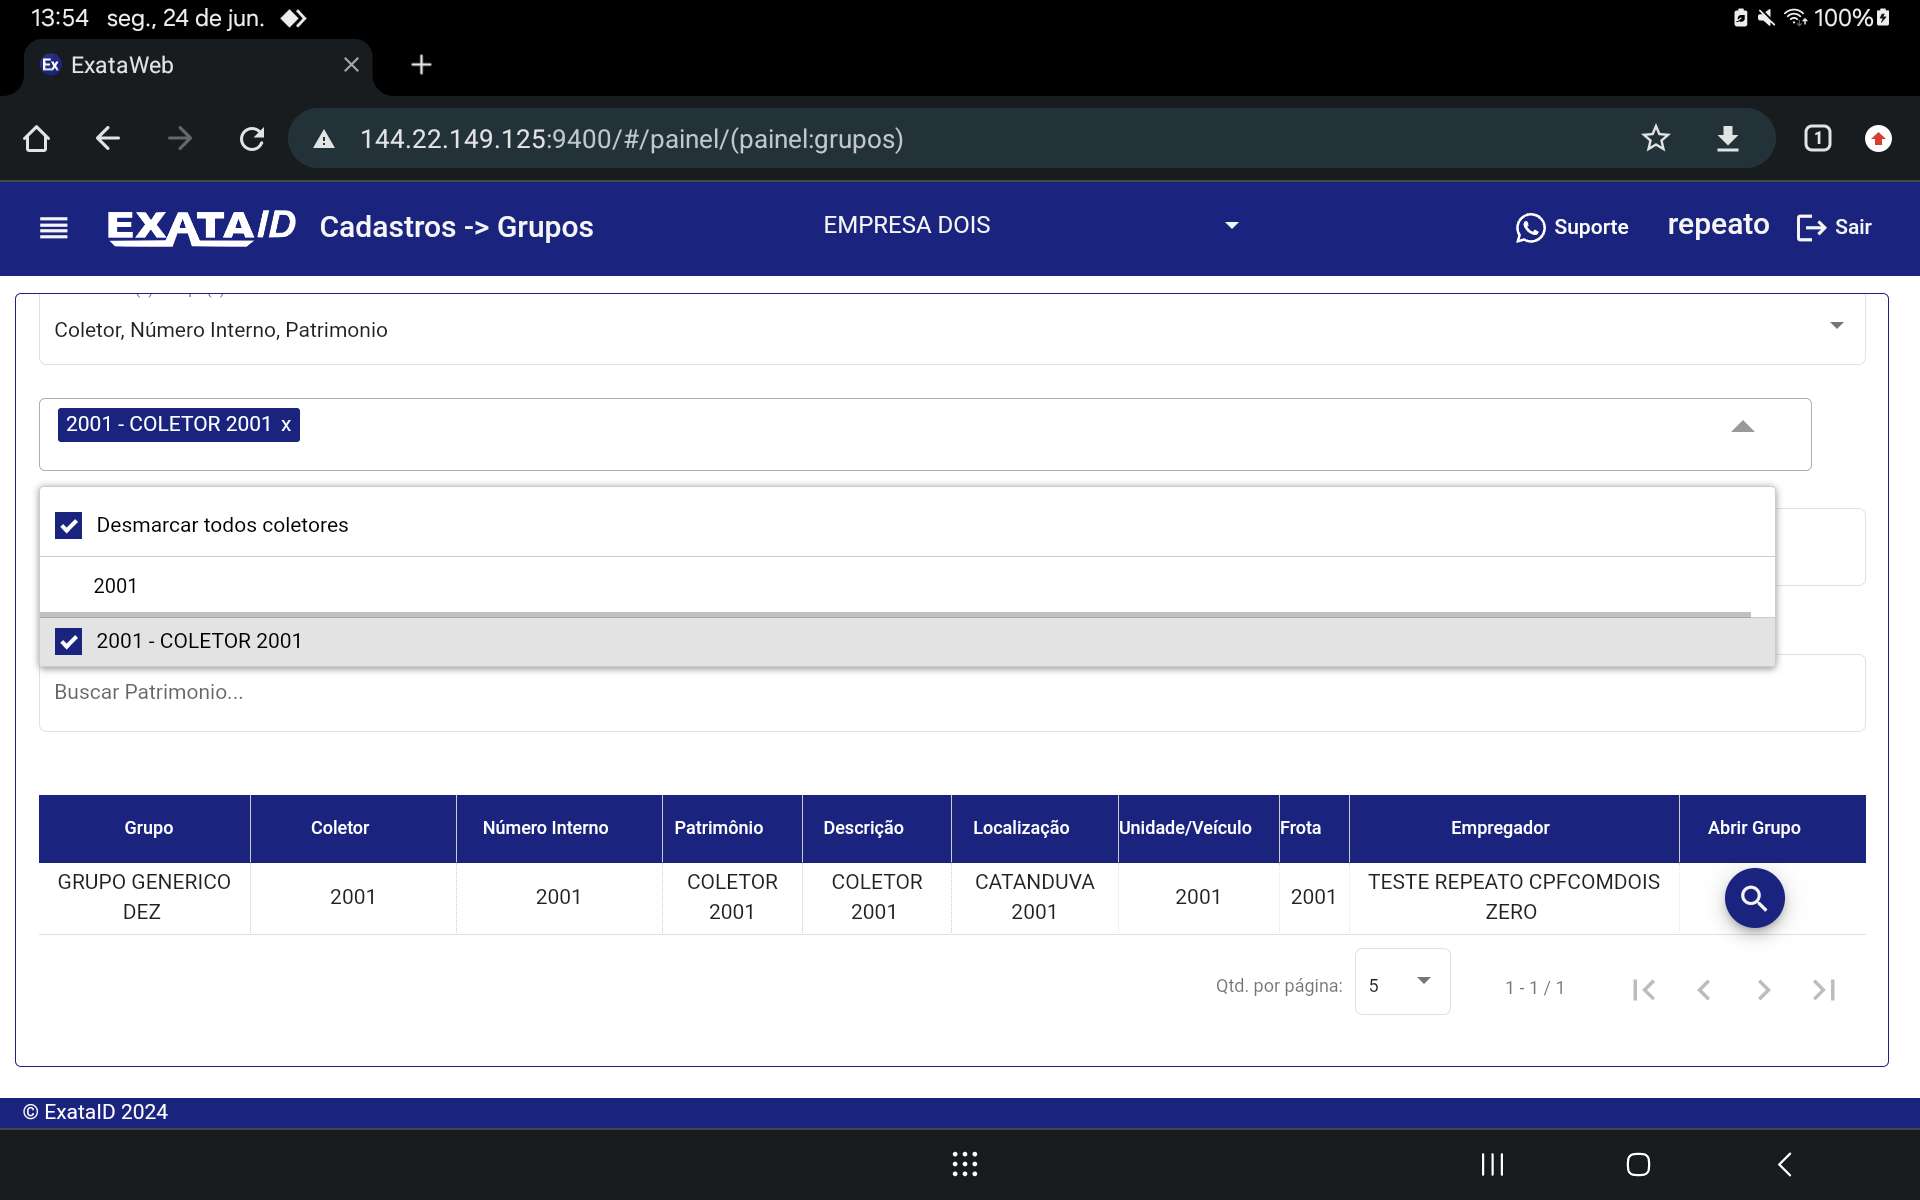 13:54 seg., 24 de jun. 100%
Ex ExataWeb
144.22.149.125:9400/#/painel/(painel:grupos) 1
EXATAID Cadastros -> Grupos EMPRESA DOIS Suporte repeato Sair
Coletor, Número Interno, Patrimonio
2001 - COLETOR 2001 x
Desmarcar todos coletores
2001
2001 - COLETOR 2001
Buscar Patrimonio...
Grupo Coletor Número Interno Patrimônio Descrição Localização Unidade/Veículo Frota Empregador Abrir Grupo
GRUPO GENERICO DEZ 2001 2001 COLETOR 2001 COLETOR 2001 CATANDUVA 2001 2001 2001 TESTE REPEATO CPFCOMDOIS ZERO
Qtd. por página: 5 1 - 1 / 1
© ExataID 2024